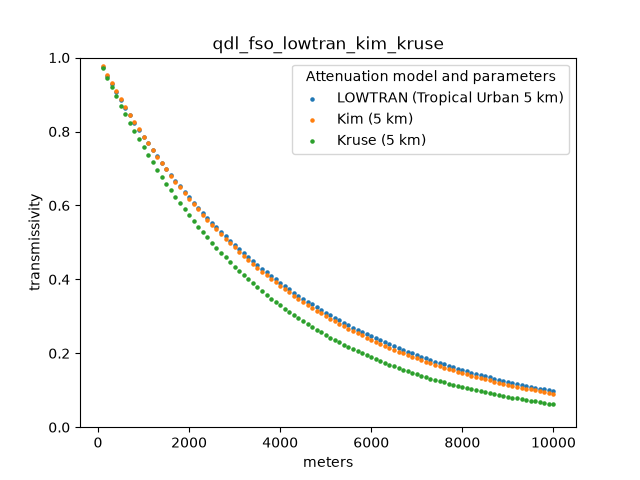 qdl_fso_lowtran_kim_kruse
1.0
0.8
0.6
0.4
0.2
0.0
transmissivity
Attenuation model and parameters
LOWTRAN (Tropical Urban 5 km)
Kim (5 km)
Kruse (5 km)
0 2000 4000 6000 8000 10000
meters